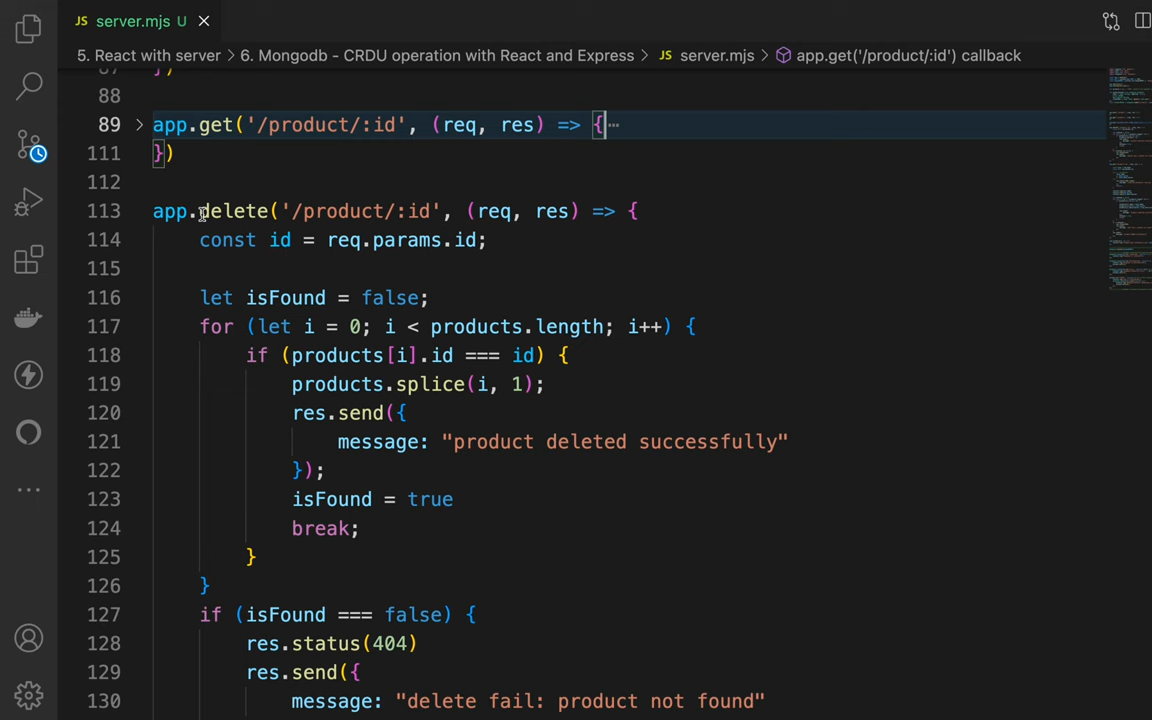 JS server.mjs U
5. React with server > 6. Mongodb - CRDU operation with React and Express > JS server.mjs > app.get('/product/:id') callback
87 })
88
89 app.get('/product/:id', (req, res) => {⋯
111 })
112
113 app.delete('/product/:id', (req, res) => {
114 const id = req.params.id;
115
116 let isFound = false;
117 for (let i = 0; i < products.length; i++) {
118 if (products[i].id === id) {
119 products.splice(i, 1);
120 res.send({
121 message: "product deleted successfully"
122 });
123 isFound = true
124 break;
125 }
126 }
127 if (isFound === false) {
128 res.status(404)
129 res.send({
130 message: "delete fail: product not found"